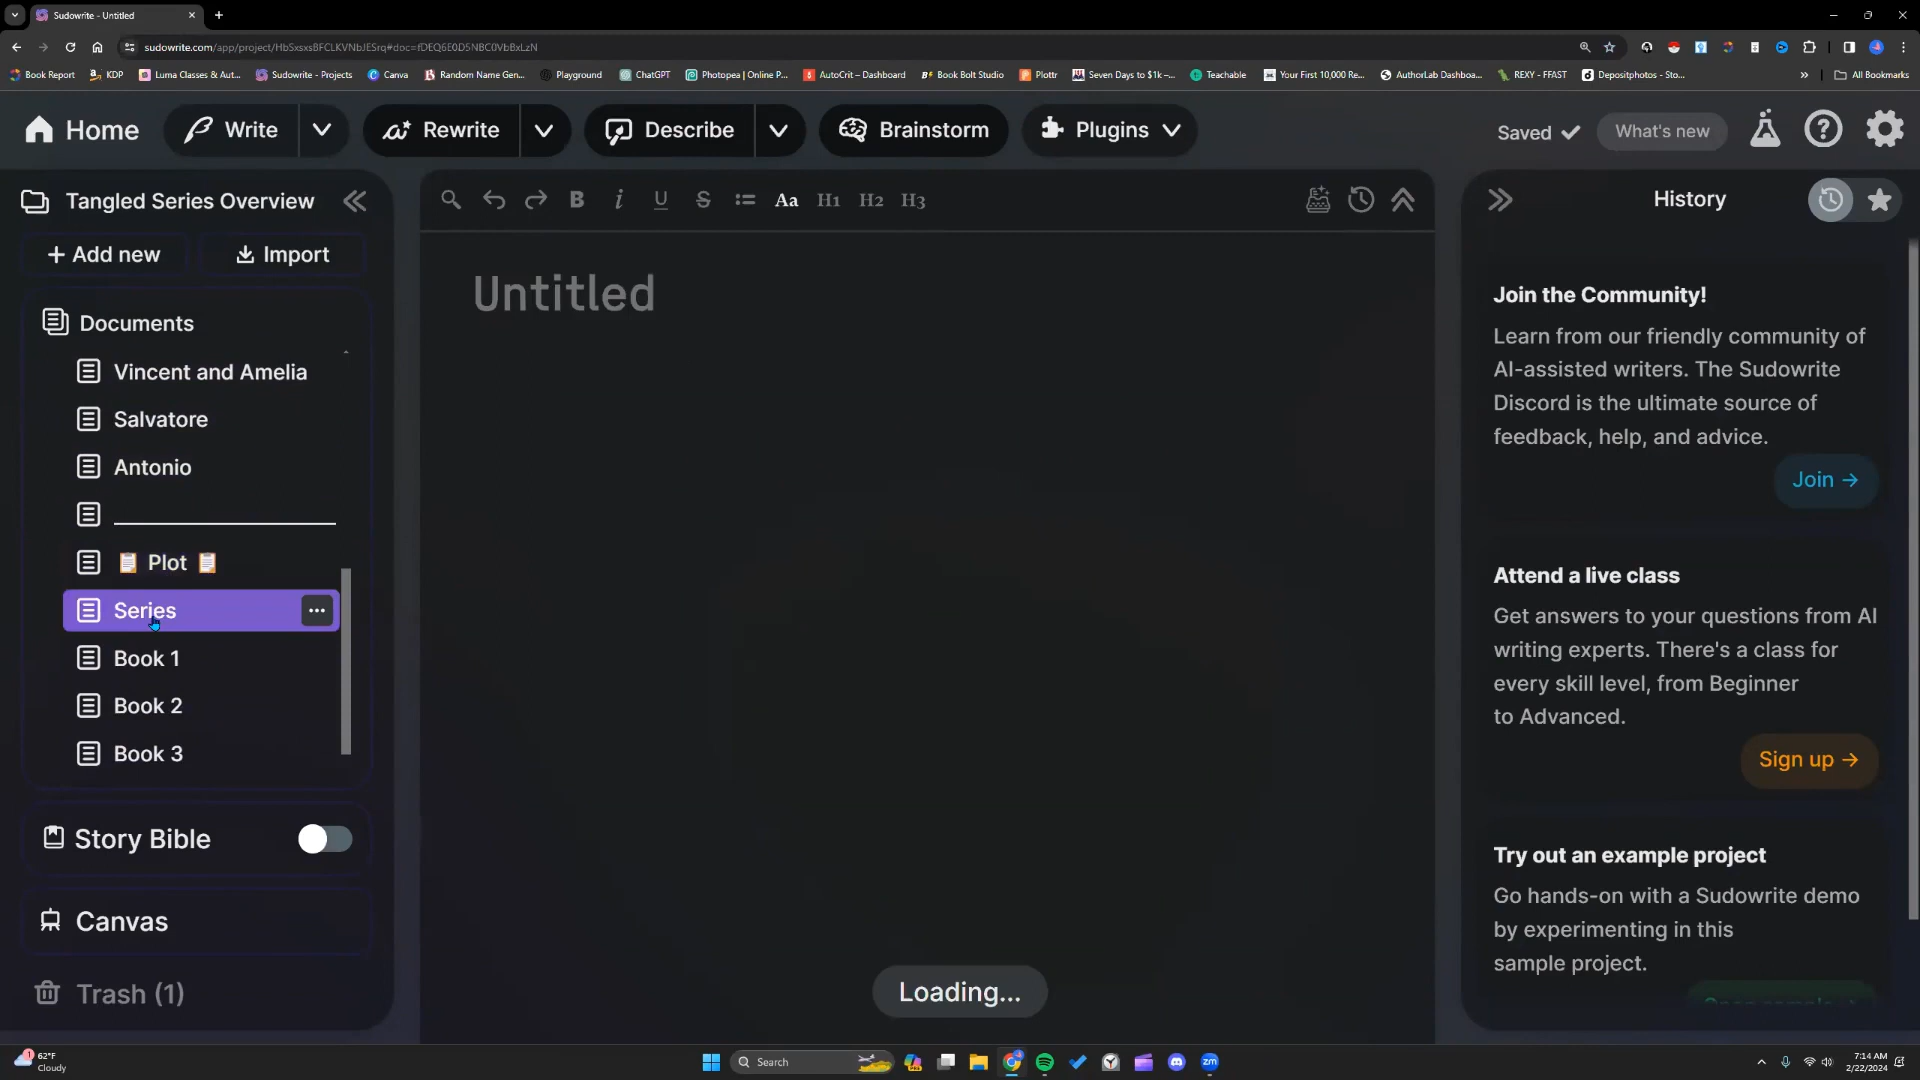 Sudowrite - Untitled
sudowrite.com/app/project/HbSxsxsBFCLKVNbJESrq#doc=fDEQ6E0D5NBC0VbBxLzN
Book Report
KDP
Luma Classes & Aut...
Sudowrite - Projects
Canva
Random Name Gen...
Playground
ChatGPT
Photopea | Online P...
AutoCrit – Dashboard
Book Bolt Studio
Plottr
Seven Days to $1k –...
Teachable
Your First 10,000 Re...
AuthorLab Dashboa...
REXY - FFAST
Depositphotos - Sto...
All Bookmarks
Home
Write
Rewrite
Describe
Brainstorm
Plugins
Saved
What's new
Tangled Series Overview
+ Add new
Import
Documents
Vincent and Amelia
Salvatore
Antonio
Plot
Series
Book 1
Book 2
Book 3
Story Bible
Canvas
Trash (1)
B i U S Aa H1 H2 H3
Untitled
Loading...
History
Join the Community!
Learn from our friendly community of
AI-assisted writers. The Sudowrite
Discord is the ultimate source of
feedback, help, and advice.
Join →
Attend a live class
Get answers to your questions from AI
writing experts. There's a class for
every skill level, from Beginner
to Advanced.
Sign up →
Try out an example project
Go hands-on with a Sudowrite demo
by experimenting in this
sample project.
62°F
Cloudy
Search
7:14 AM
2/22/2024